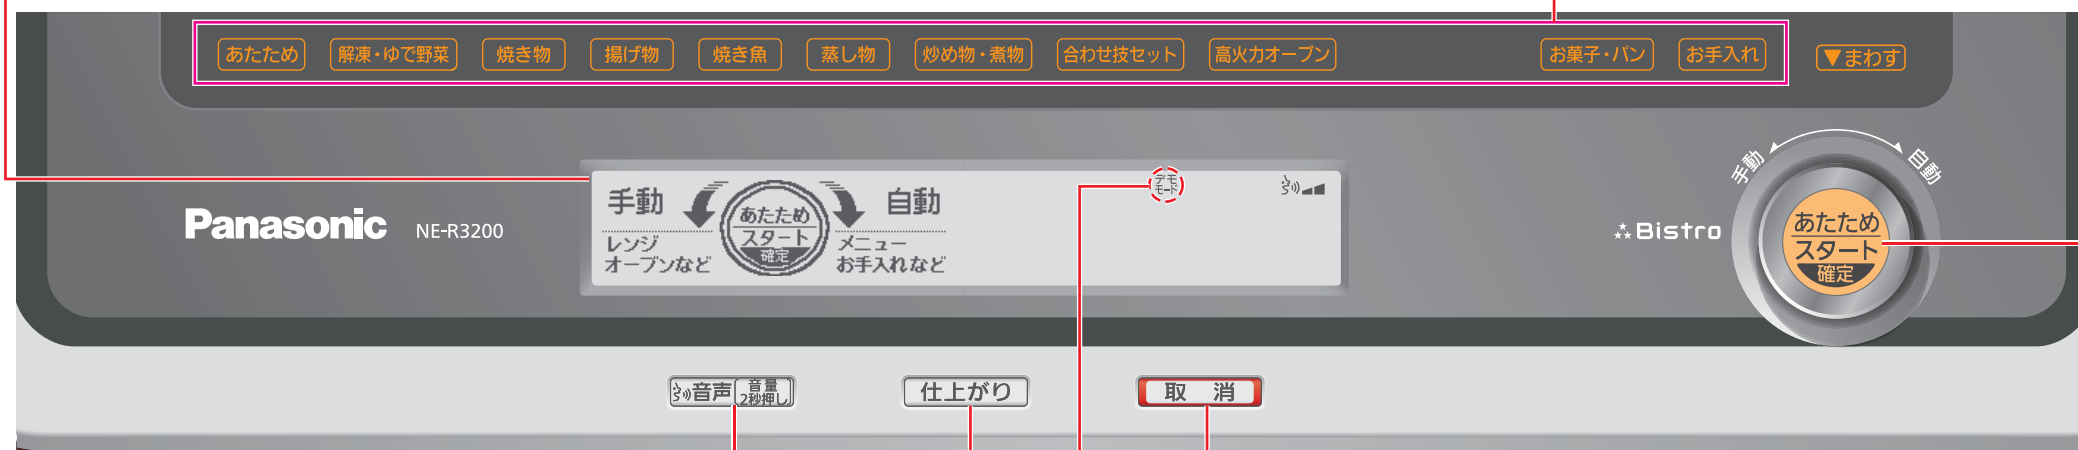 あたため 解凍・ゆで野菜 焼き物 揚げ物 焼き魚 蒸し物 炒め物・煮物 合わせ技セット 高火力オーブン お菓子・パン お手入れ ▼まわす
手動 自動
Panasonic NE-R3200
手動
レンジ
オーブンなど
あたため
スタート
確定
自動
メニュー
お手入れなど
デモ
モード
Bistro
あたため
スタート
確定
音声 音量
2秒押し
仕上がり
取消